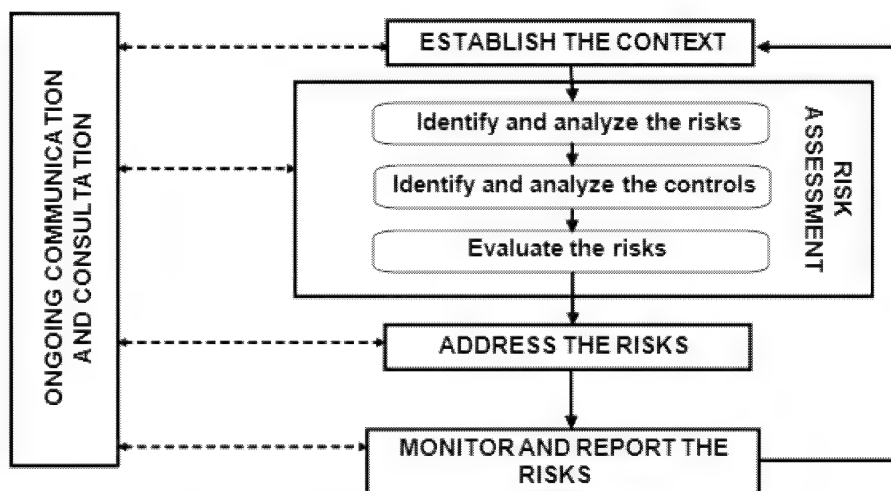 ONGOING COMMUNICATION
AND CONSULTATION
ESTABLISH THE CONTEXT
RISK
ASSESSMENT
Identify and analyze the risks
Identify and analyze the controls
Evaluate the risks
ADDRESS THE RISKS
MONITOR AND REPORT THE
RISKS